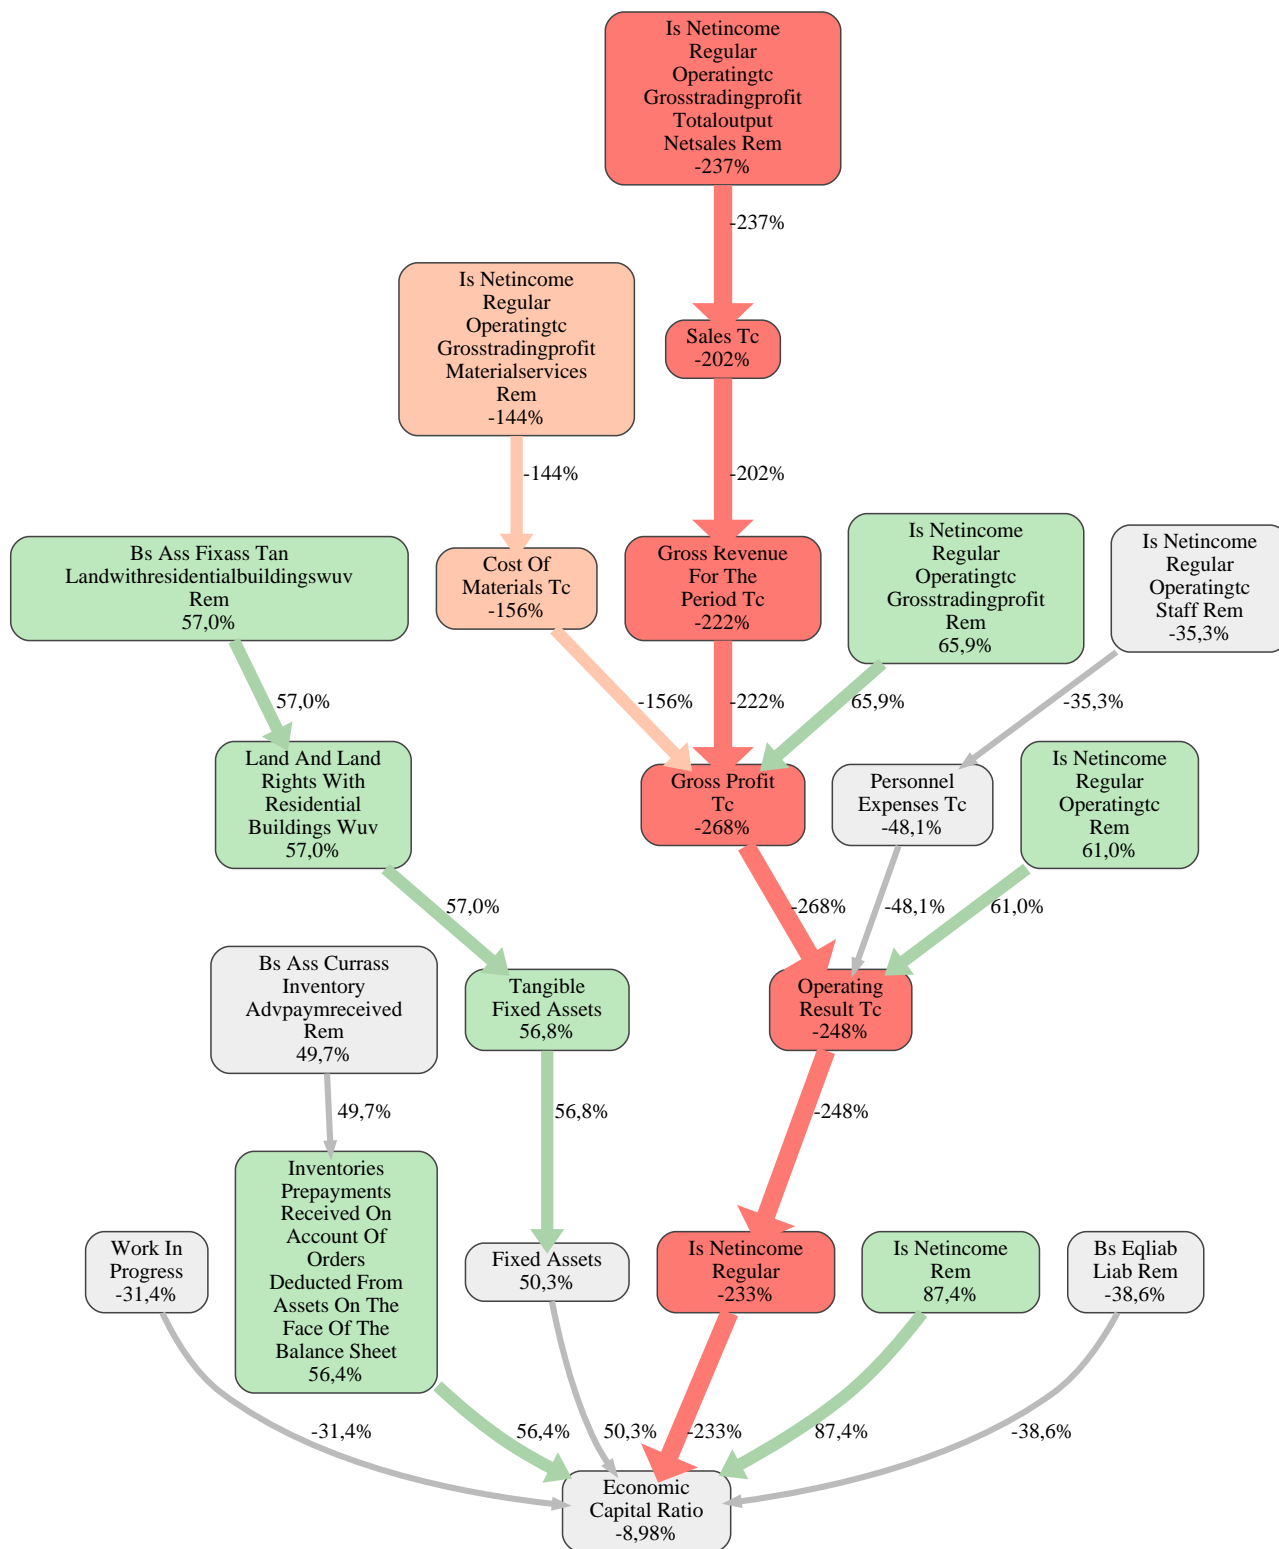 Is Netincome
Regular
Operatingtc
Grosstradingprofit
Totaloutput
Netsales Rem
-237%
-237%
Is Netincome
Regular
Operatingtc
Grosstradingprofit
Materialservices
Rem
-144%
Sales Tc
-202%
-144%
-202%
Bs Ass Fixass Tan
Landwithresidentialbuildingswuv
Rem
57,0%
Cost Of
Materials Tc
-156%
Gross Revenue
For The
Period Tc
-222%
Is Netincome
Regular
Operatingtc
Grosstradingprofit
Rem
65,9%
Is Netincome
Regular
Operatingtc
Staff Rem
-35,3%
57,0%
-156%
-222%
65,9%
-35,3%
Land And Land
Rights With
Residential
Buildings Wuv
57,0%
Gross Profit
Tc
-268%
Personnel
Expenses Tc
-48,1%
Is Netincome
Regular
Operatingtc
Rem
61,0%
57,0%
-268%
-48,1%
61,0%
Bs Ass Currass
Inventory
Advpaymreceived
Rem
49,7%
Tangible
Fixed Assets
56,8%
Operating
Result Tc
-248%
49,7%
56,8%
-248%
Work In
Progress
-31,4%
Inventories
Prepayments
Received On
Account Of
Orders
Deducted From
Assets On The
Face Of The
Balance Sheet
56,4%
Fixed Assets
50,3%
Is Netincome
Regular
-233%
Is Netincome
Rem
87,4%
Bs Eqliab
Liab Rem
-38,6%
-31,4%
56,4%
50,3%
-233%
87,4%
-38,6%
Economic
Capital Ratio
-8,98%